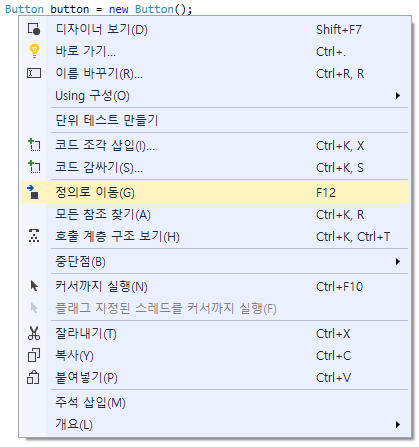 Button button = new Button();
디자이너 보기(D) Shift+F7
바로 가기... Ctrl+.
이름 바꾸기(R)... Ctrl+R, R
Using 구성(O)
단위 테스트 만들기
코드 조각 삽입(I)... Ctrl+K, X
코드 감싸기(S)... Ctrl+K, S
정의로 이동(G) F12
모든 참조 찾기(A) Ctrl+K, R
호출 계층 구조 보기(H) Ctrl+K, Ctrl+T
중단점(B)
커서까지 실행(N) Ctrl+F10
플래그 지정된 스레드를 커서까지 실행(F)
잘라내기(T) Ctrl+X
복사(Y) Ctrl+C
붙여넣기(P) Ctrl+V
주석 삽입(M)
개요(L)